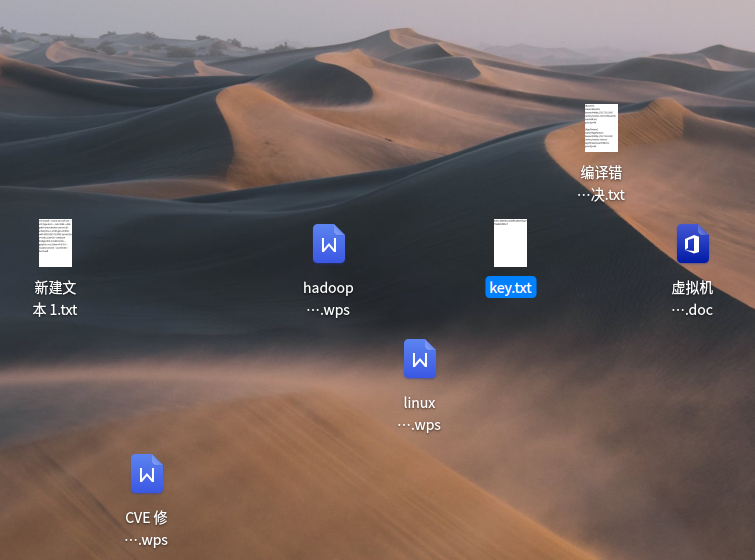 编译错
…决.txt
新建文
本 1.txt
hadoop
….wps
key.txt
虚拟机
….doc
linux
….wps
CVE 修
….wps